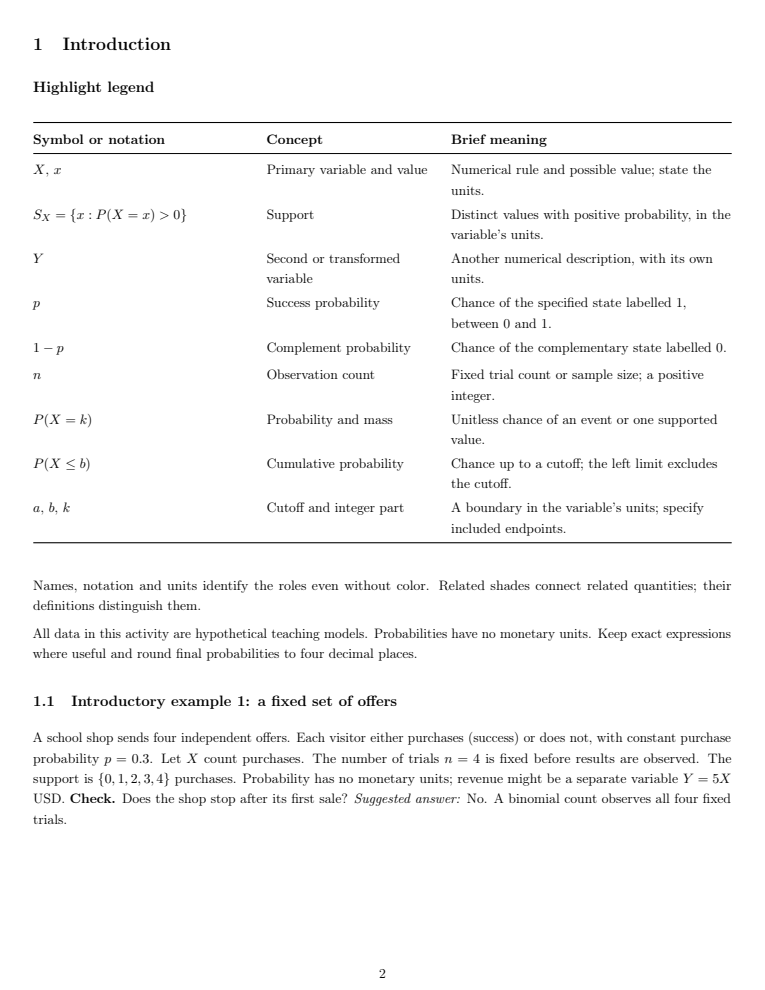 1 Introduction
Highlight legend
Symbol or notation Concept Brief meaning
X, x Primary variable and value Numerical rule and possible value; state the
units.
S_X = {x : P(X = x) > 0} Support Distinct values with positive probability, in the
variable's units.
Y Second or transformed Another numerical description, with its own
variable units.
p Success probability Chance of the specified state labelled 1,
between 0 and 1.
1 − p Complement probability Chance of the complementary state labelled 0.
n Observation count Fixed trial count or sample size; a positive
integer.
P(X = k) Probability and mass Unitless chance of an event or one supported
value.
P(X ≤ b) Cumulative probability Chance up to a cutoff; the left limit excludes
the cutoff.
a, b, k Cutoff and integer part A boundary in the variable's units; specify
included endpoints.
Names, notation and units identify the roles even without color. Related shades connect related quantities; their
definitions distinguish them.
All data in this activity are hypothetical teaching models. Probabilities have no monetary units. Keep exact expressions
where useful and round final probabilities to four decimal places.
1.1 Introductory example 1: a fixed set of offers
A school shop sends four independent offers. Each visitor either purchases (success) or does not, with constant purchase
probability p = 0.3. Let X count purchases. The number of trials n = 4 is fixed before results are observed. The
support is {0, 1, 2, 3, 4} purchases. Probability has no monetary units; revenue might be a separate variable Y = 5X
USD. Check. Does the shop stop after its first sale? Suggested answer: No. A binomial count observes all four fixed
trials.
2